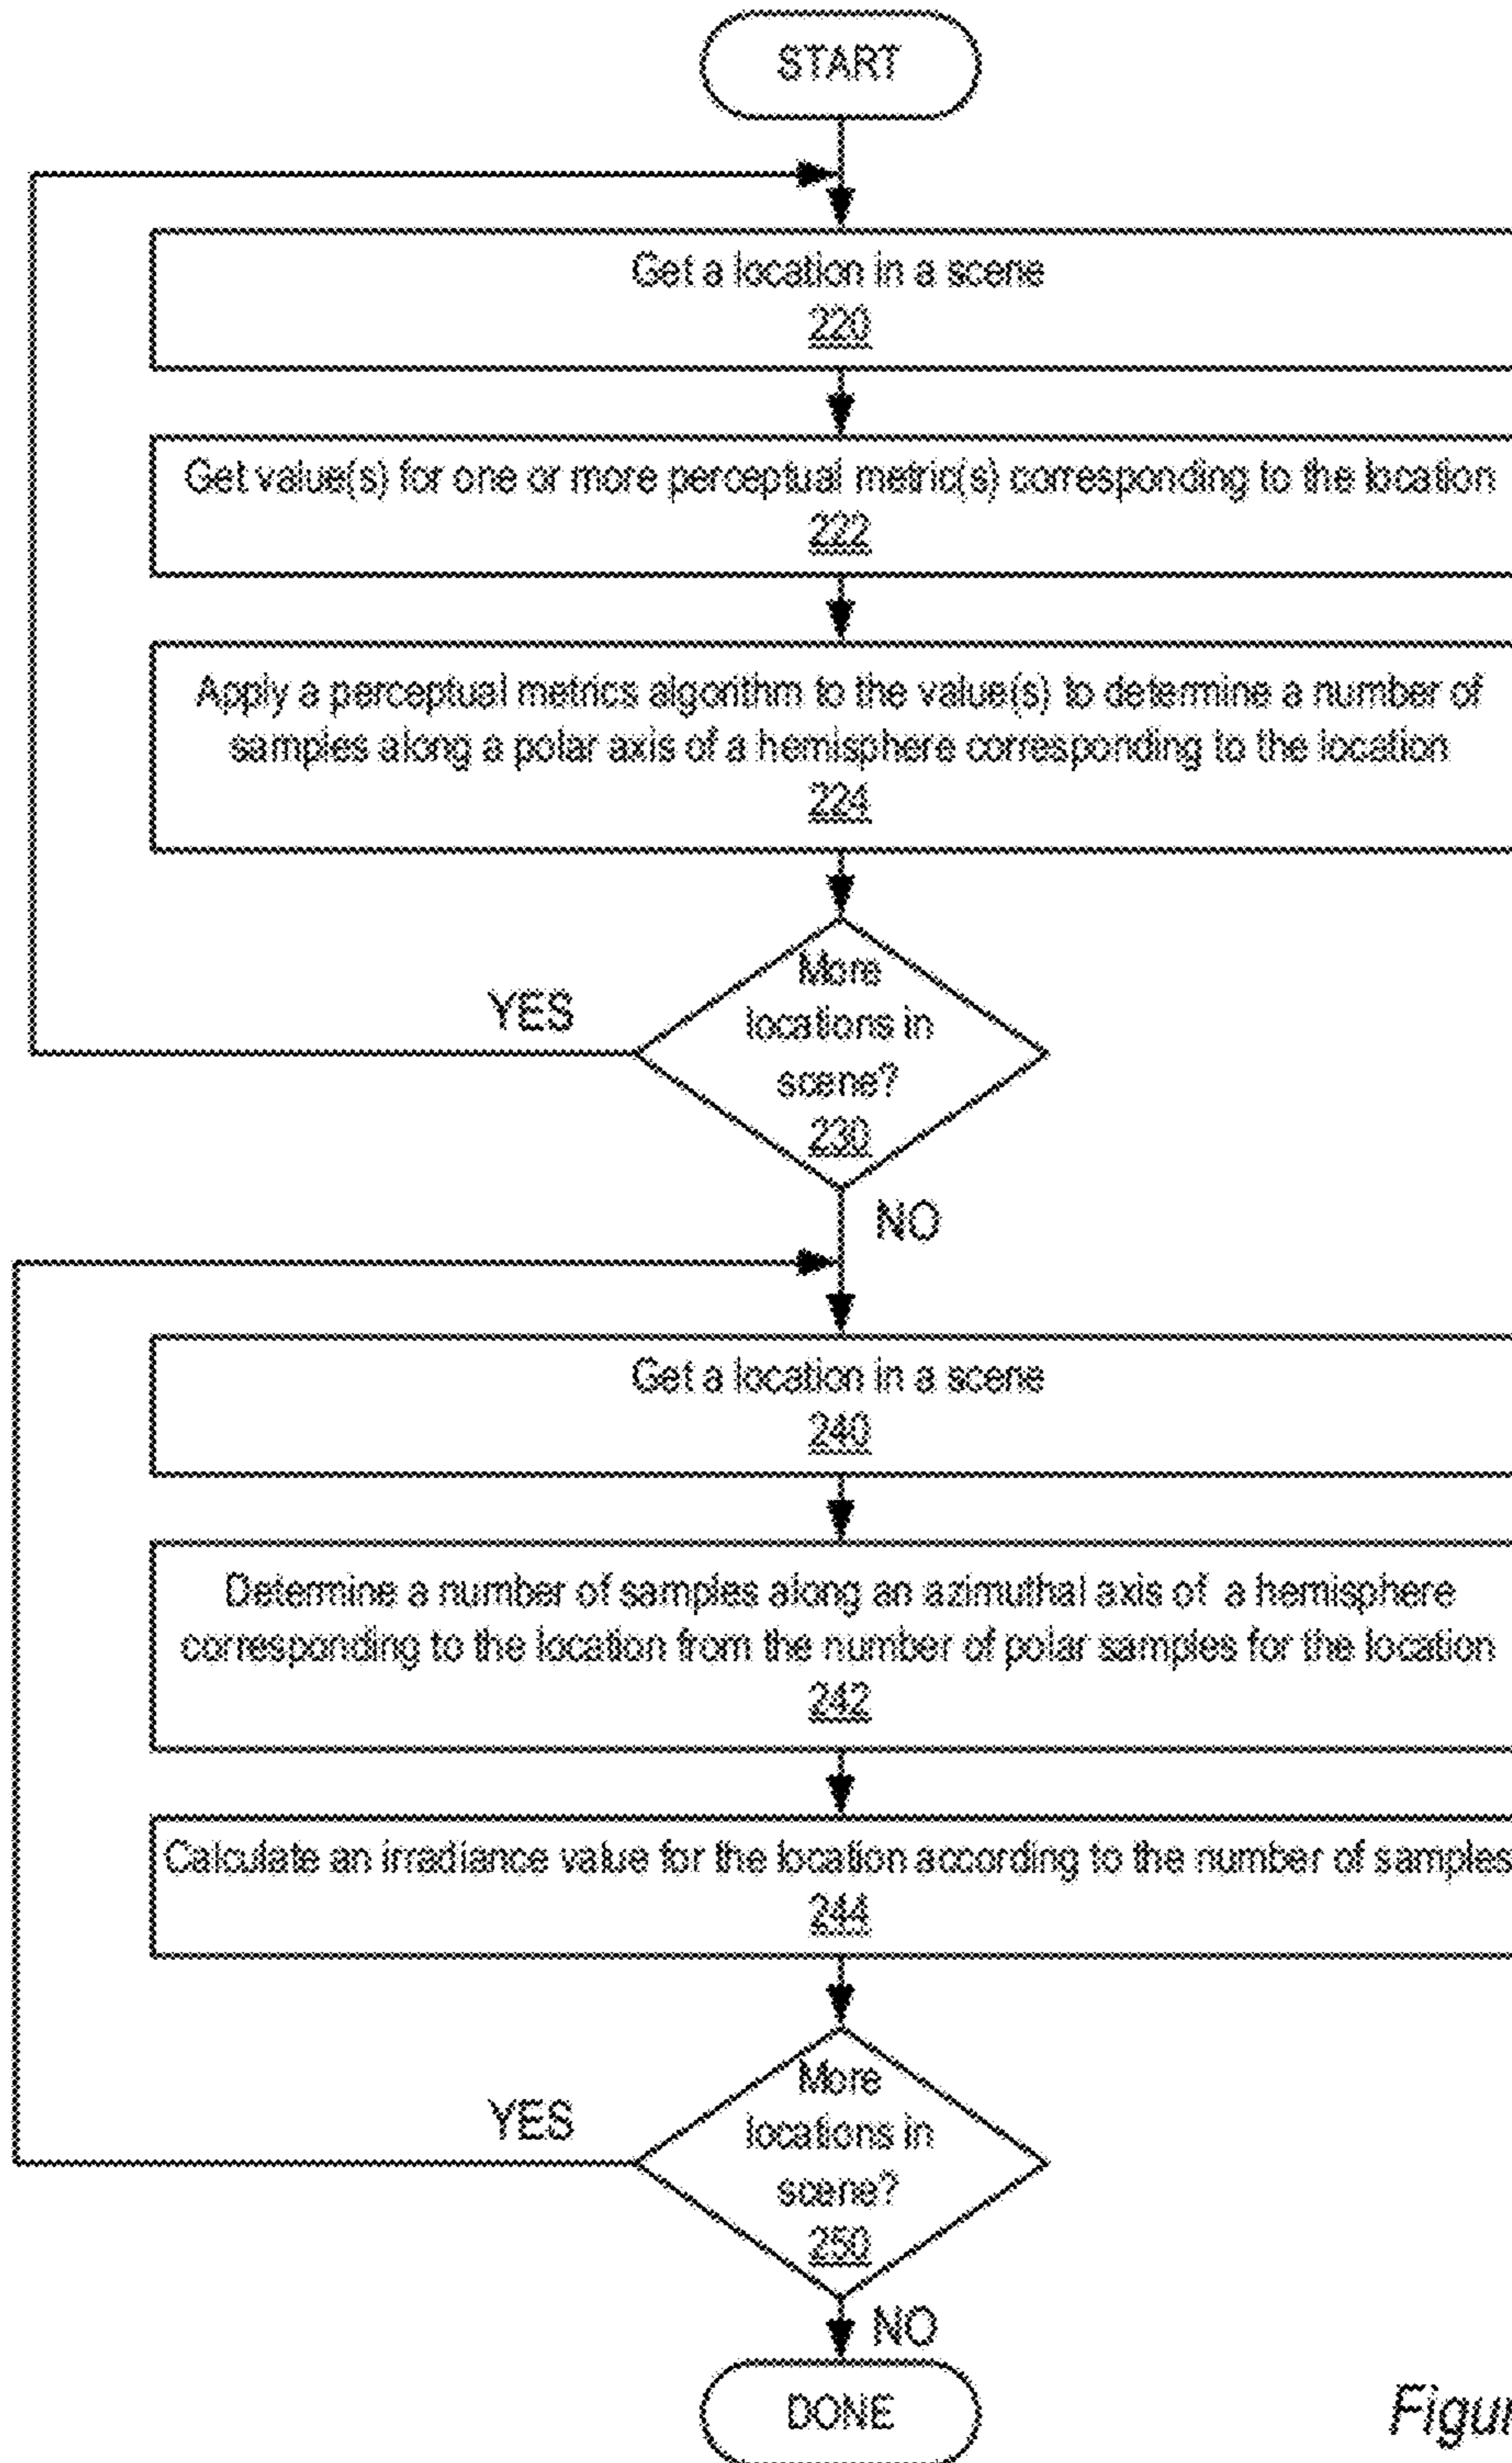 START
Get a location in a scene
220
Get value(s) for one or more perceptual metric(s) corresponding to the location
222
Apply a perceptual metrics algorithm to the value(s) to determine a number of
samples along a polar axis of a hemisphere corresponding to the location
224
More
locations in
scene?
230
YES
NO
Get a location in a scene
240
Determine a number of samples along an azimuthal axis of a hemisphere
corresponding to the location from the number of polar samples for the location
242
Calculate an irradiance value for the location according to the number of samples
244
More
locations in
scene?
250
YES
NO
DONE
Figur